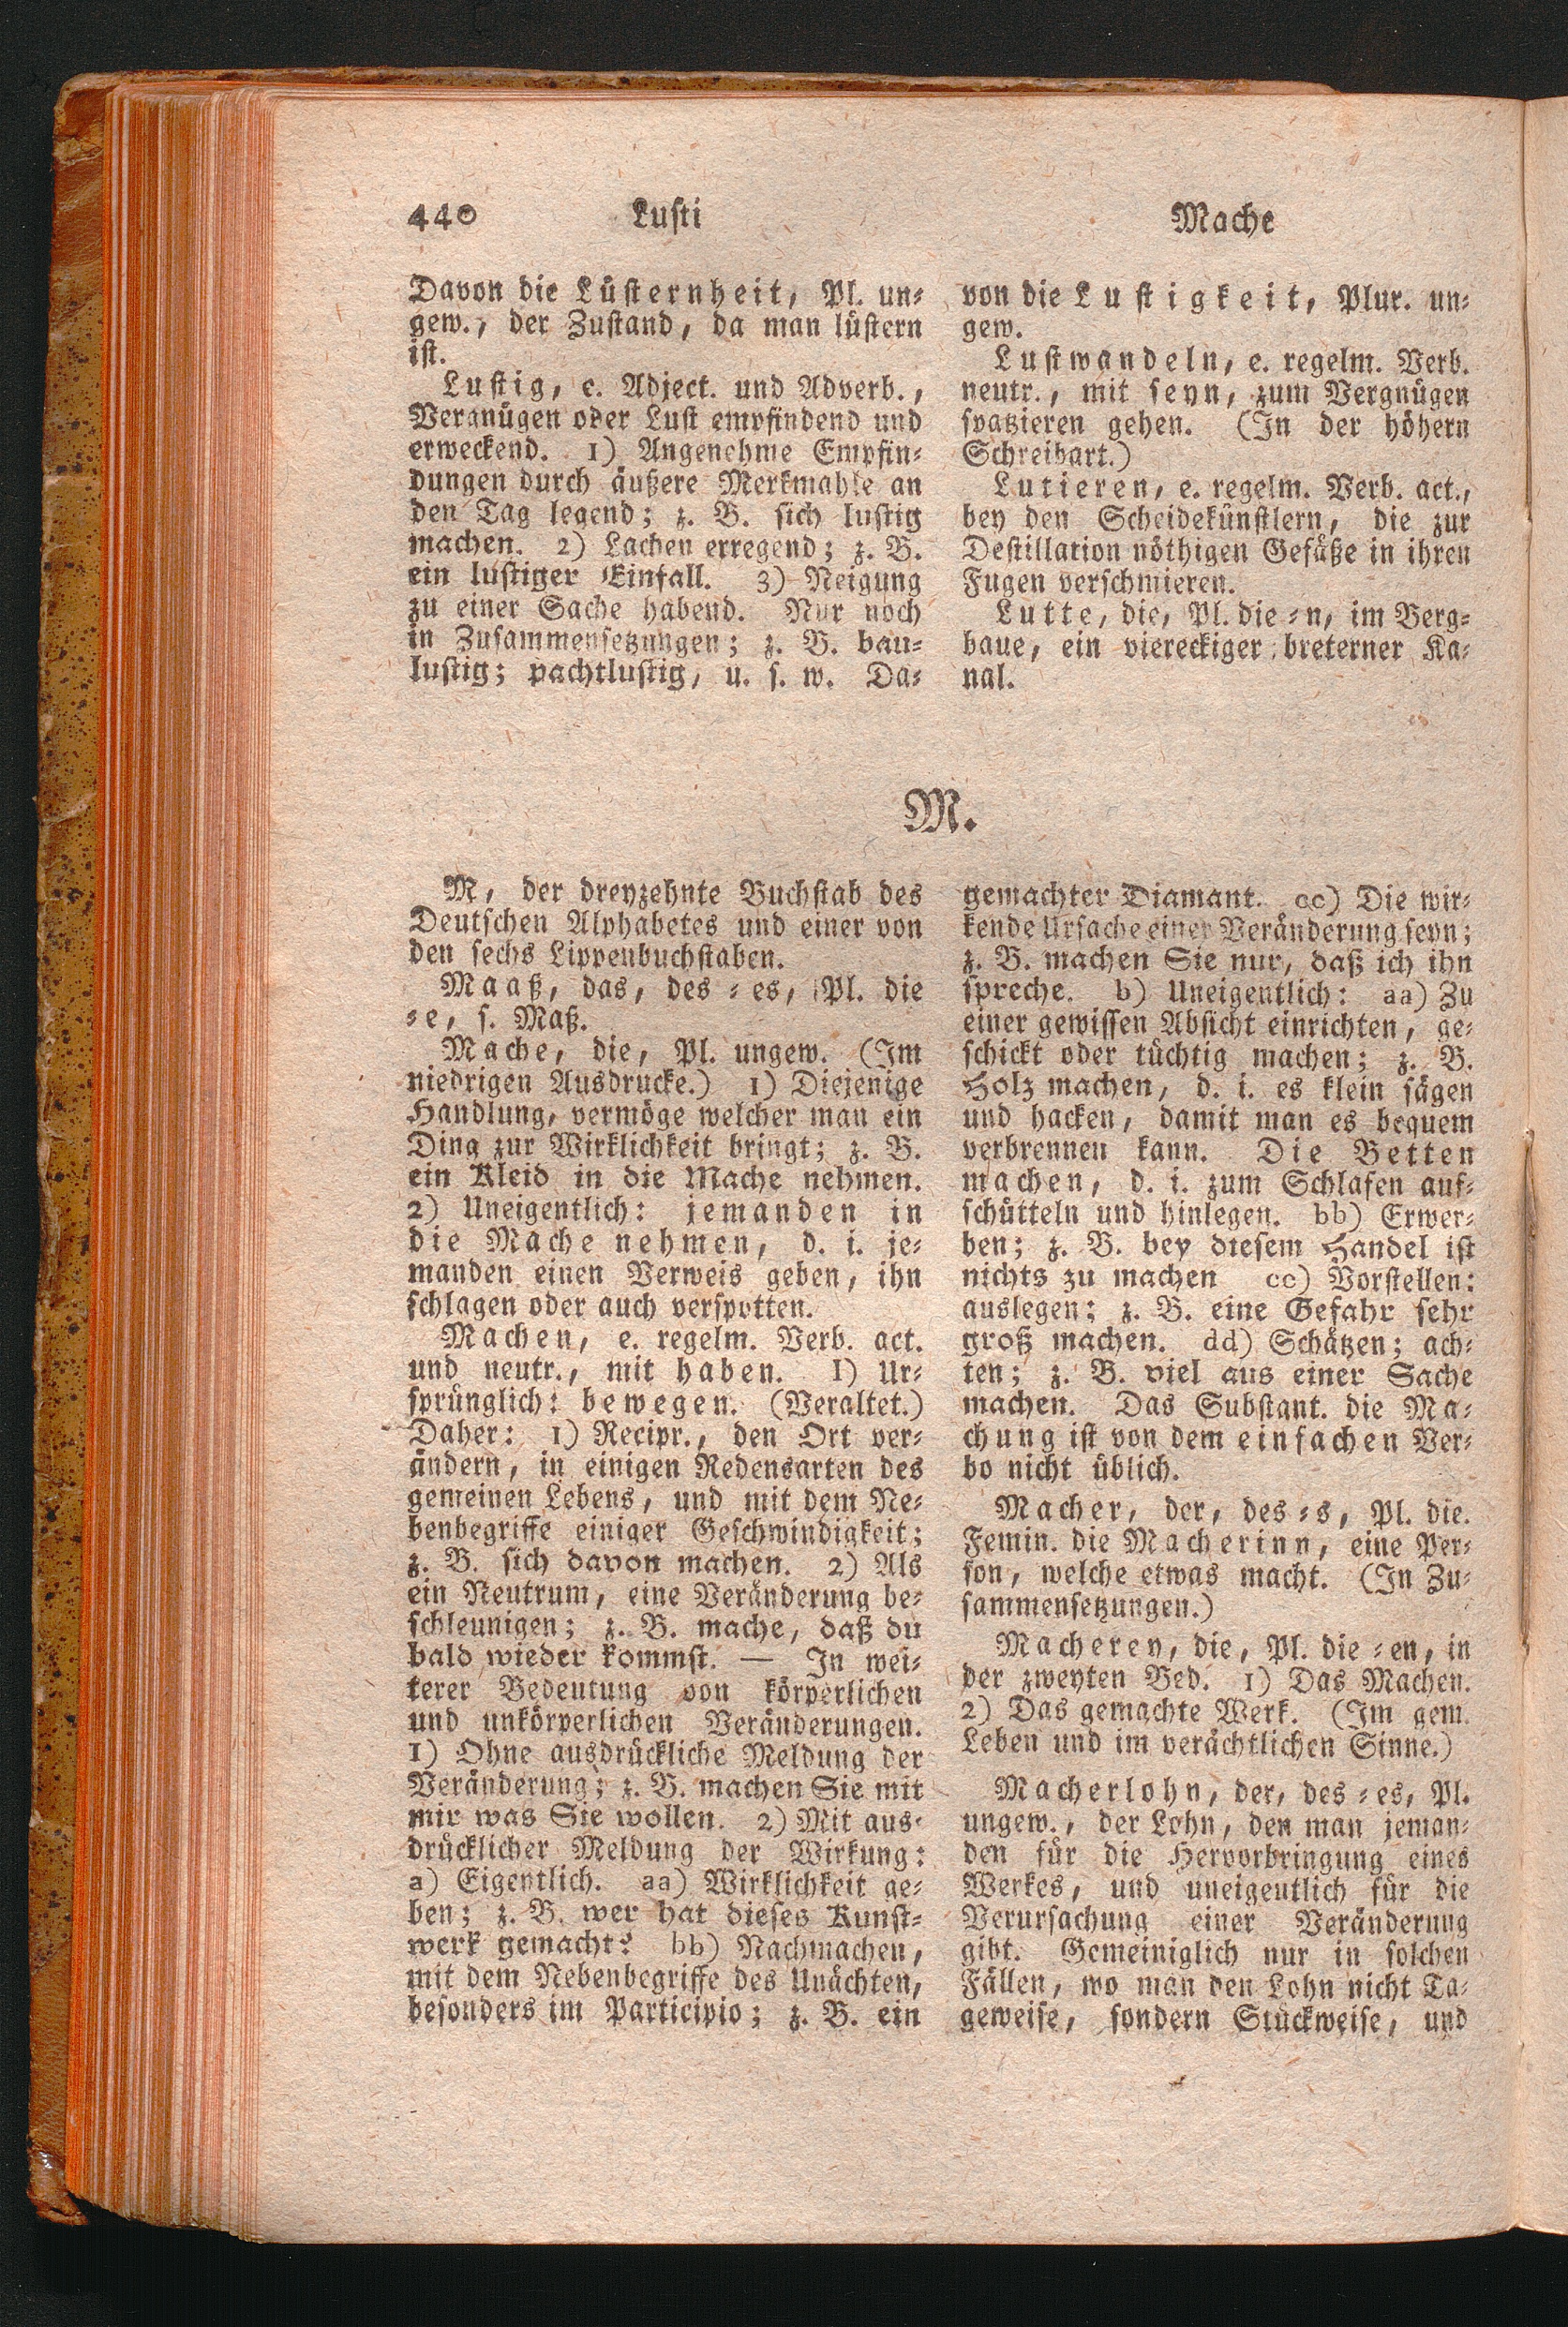 440 Lusti Mache
Davon die Lüsternheit, Pl. un-
gew., der Zustand, da man lüstern
ist.
Lustig, e. Adject. und Adverb.,
Vergnügen oder Lust empfindend und
erweckend. 1) Angenehme Empfin-
dungen durch äußere Merkmahle an
den Tag legend; z. B. sich lustig
machen. 2) Lachen erregend; z. B.
ein lustiger Einfall. 3) Neigung
zu einer Sache habend. Nur noch
in Zusammensetzungen; z. B. bau-
lustig; pachtlustig, u. s. w. Da-
von die Lustigkeit, Plur. un-
gew.
Lustwandeln, e. regelm. Verb.
neutr., mit seyn, zum Vergnügen
spatzieren gehen. (In der höhern
Schreibart.)
Lutieren, e. regelm. Verb. act.,
bey den Scheidekünstlern, die zur
Destillation nöthigen Gefäße in ihren
Fugen verschmieren.
Lutte, die, Pl. die -n, im Berg-
baue, ein viereckiger breterner Ka-
nal.
M.
M, der dreyzehnte Buchstab des
Deutschen Alphabetes und einer von
den sechs Lippenbuchstaben.
Maaß, das, des -es, Pl. die
-e, s. Maß.
Mache, die, Pl. ungew. (Im
niedrigen Ausdrucke.) 1) Diejenige
Handlung, vermöge welcher man ein
Ding zur Wirklichkeit bringt; z. B.
ein Kleid in die Mache nehmen.
2) Uneigentlich: jemanden in
die Mache nehmen, d. i. je-
manden einen Verweis geben, ihn
schlagen oder auch verspotten.
Machen, e. regelm. Verb. act.
und neutr., mit haben. I) Ur-
sprünglich: bewegen. (Veraltet.)
Daher: 1) Recipr., den Ort ver-
ändern, in einigen Redensarten des
gemeinen Lebens, und mit dem Ne-
benbegriffe einiger Geschwindigkeit;
z. B. sich davon machen. 2) Als
ein Neutrum, eine Veränderung be-
schleunigen; z. B. mache, daß du
bald wieder kommst. — In wei-
terer Bedeutung von körperlichen
und unkörperlichen Veränderungen.
1) Ohne ausdrückliche Meldung der
Veränderung; z. B. machen Sie mit
mir was Sie wollen. 2) Mit aus-
drücklicher Meldung der Wirkung:
a) Eigentlich. aa) Wirklichkeit ge-
ben; z. B. wer hat dieses Kunst-
werk gemacht? bb) Nachmachen,
mit dem Nebenbegriffe des Unächten,
besonders im Participio; z. B. ein
gemachter Diamant. cc) Die wir-
kende Ursache einer Veränderung seyn;
z. B. machen Sie nur, daß ich ihn
spreche. b) Uneigentlich: aa) Zu
einer gewissen Absicht einrichten, ge-
schickt oder tüchtig machen; z. B.
Holz machen, d. i. es klein sägen
und hacken, damit man es bequem
verbrennen kann. Die Betten
machen, d. i. zum Schlafen auf-
schütteln und hinlegen. bb) Erwer-
ben; z. B. bey diesem Handel ist
nichts zu machen cc) Vorstellen:
auslegen; z. B. eine Gefahr sehr
groß machen. dd) Schätzen; ach-
ten; z. B. viel aus einer Sache
machen. Das Substant. die Ma-
chung ist von dem einfachen Ver-
bo nicht üblich.
Macher, der, des -s, Pl. die.
Femin. die Macherinn, eine Per-
son, welche etwas macht. (In Zu-
sammensetzungen.)
Macherey, die, Pl. die -en, in
der zweyten Bed. 1) Das Machen.
2) Das gemachte Werk. (Im gem.
Leben und im verächtlichen Sinne.)
Macherlohn, der, des -es, Pl.
ungew., der Lohn, den man jeman-
den für die Hervorbringung eines
Werkes, und uneigentlich für die
Verursachung einer Veränderung
gibt. Gemeiniglich nur in solchen
Fällen, wo man den Lohn nicht Ta-
geweise, sondern Stückweise, und